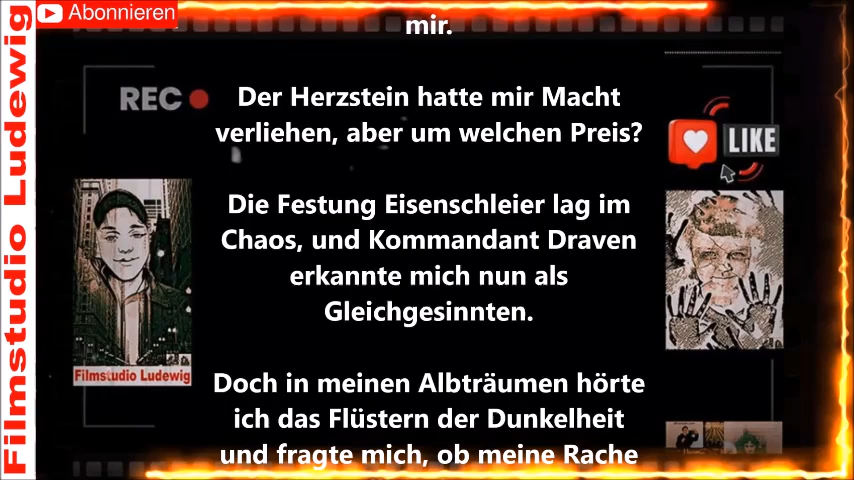 Abonnieren
Filmstudio Ludewig
mir.
REC
Der Herzstein hatte mir Macht
verliehen, aber um welchen Preis?
LIKE
Die Festung Eisenschleier lag im
Chaos, und Kommandant Draven
erkannte mich nun als
Gleichgesinnten.
Filmstudio Ludewig
Doch in meinen Albträumen hörte
ich das Flüstern der Dunkelheit
und fragte mich, ob meine Rache